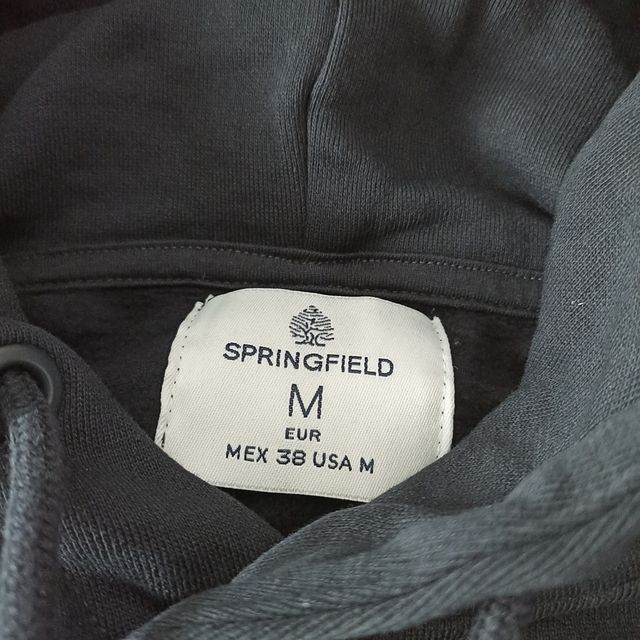 SPRINGFIELD
M
EUR
MEX 38 USA M